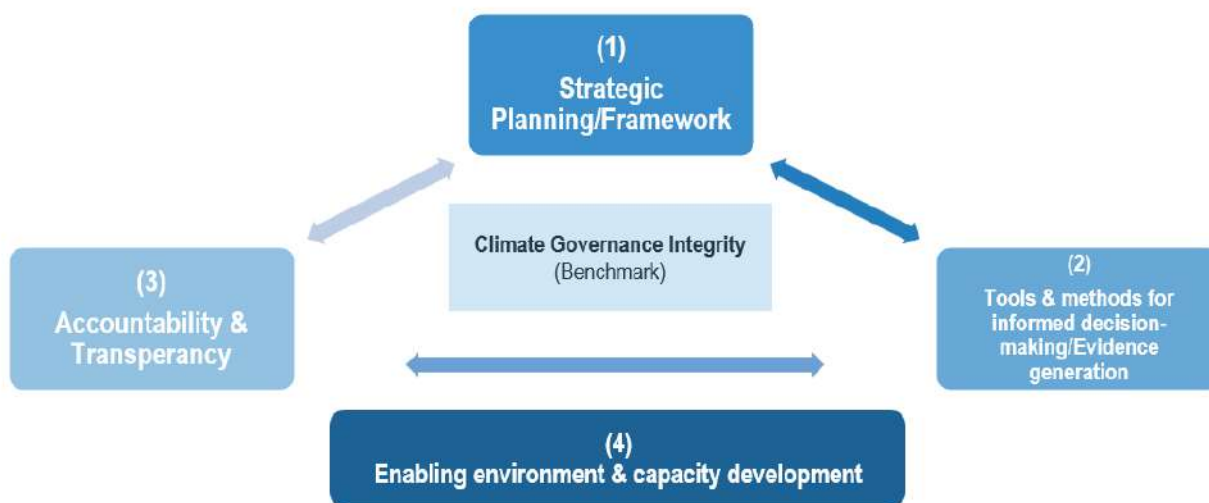 (1)
Strategic
Planning/Framework
Climate Governance Integrity
(Benchmark)
(3)
Accountability &
Transperancy
(2)
Tools & methods for
informed decision-
making/Evidence
generation
(4)
Enabling environment & capacity development